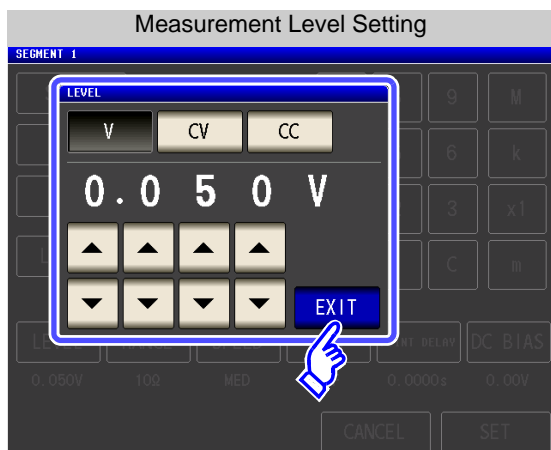 Measurement Level Setting
SEGMENT 1
LEVEL
V CV CC
0.050 V
EXIT
9 M
6 k
3 x1
C m
DELAY DC BIAS
0.050V 10Ω MED 0.0000s 0.00V
CANCEL SET